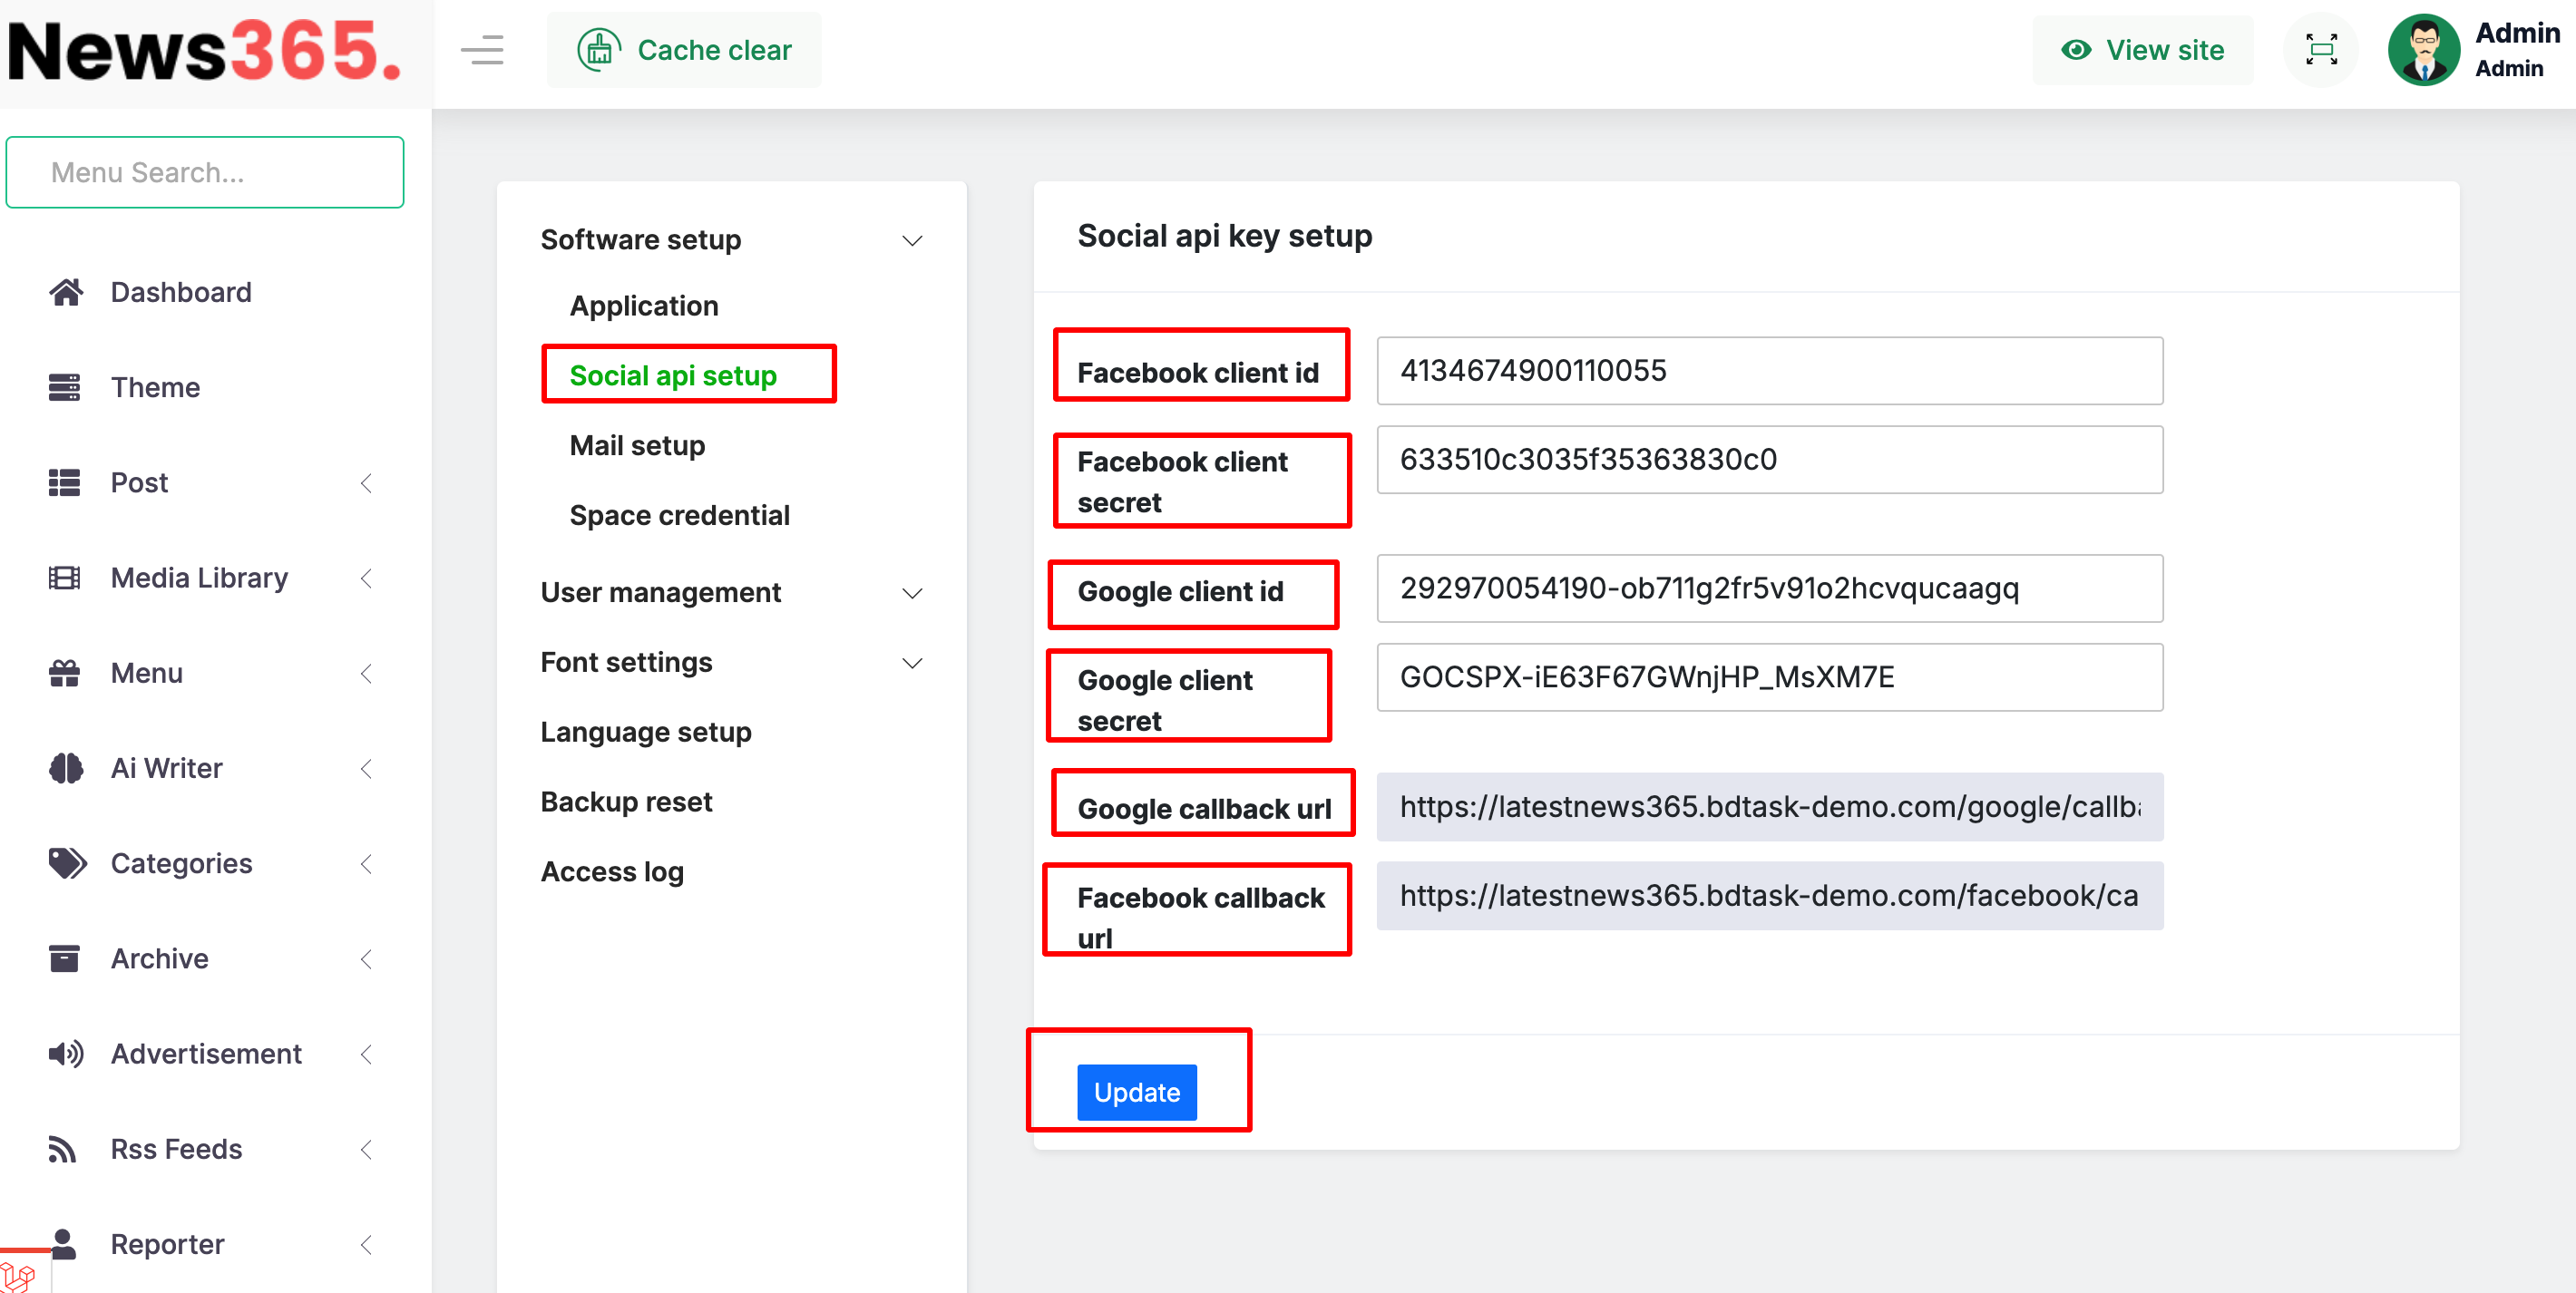 News365.
Cache clear
View site
Admin
Admin
Menu Search...
Dashboard
Theme
Post
Media Library
Menu
Ai Writer
Categories
Archive
Advertisement
Rss Feeds
Reporter
Software setup
Application
Social api setup
Mail setup
Space credential
User management
Font settings
Language setup
Backup reset
Access log
Social api key setup
Facebook client id
4134674900110055
Facebook client
secret
633510c3035f35363830c0
Google client id
292970054190-ob711g2fr5v91o2hcvqucaagq
Google client
secret
GOCSPX-iE63F67GWnjHP_MsXM7E
Google callback url
https://latestnews365.bdtask-demo.com/google/callba
Facebook callback
url
https://latestnews365.bdtask-demo.com/facebook/ca
Update